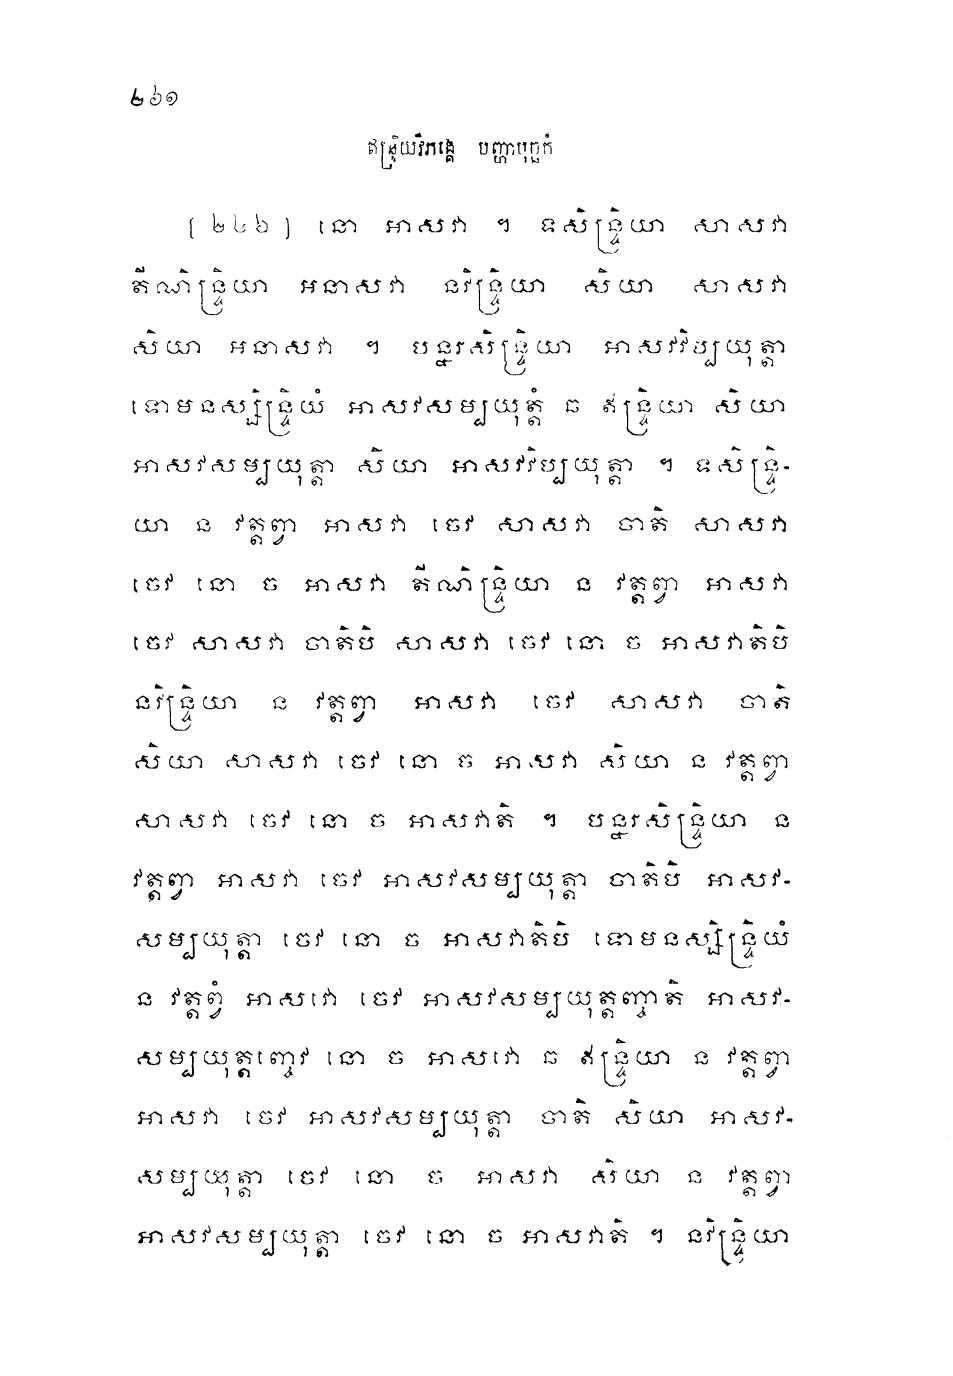 ២៦១
ឥន្ទ្រិយវិភង្គេ បញ្ហាបុច្ឆកំ
[២៤៦] នោ អាសវា ។ ទសិន្ទ្រិយា សាសវា
តីណិន្ទ្រិយា អនាសវា នវិន្ទ្រិយា សិយា សាសវា
សិយា អនាសវា ។ បន្នរសិន្ទ្រិយា អាសវវិប្បយុត្តា
ទោមនស្សិន្ទ្រិយំ អាសវសម្បយុត្តំ ឆ ឥន្ទ្រិយា សិយា
អាសវសម្បយុត្តា សិយា អាសវវិប្បយុត្តា ។ ទសិន្ទ្រិ-
យា ន វត្តព្វា អាសវា ចេវ សាសវា ចាតិ សាសវា
ចេវ នោ ច អាសវា តីណិន្ទ្រិយា ន វត្តព្វា អាសវា
ចេវ សាសវា ចាតិបិ សាសវា ចេវ នោ ច អាសវាតិបិ
នវិន្ទ្រិយា ន វត្តព្វា អាសវា ចេវ សាសវា ចាតិ
សិយា សាសវា ចេវ នោ ច អាសវា សិយា ន វត្តព្វា
សាសវា ចេវ នោ ច អាសវាតិ ។ បន្នរសិន្ទ្រិយា ន
វត្តព្វា អាសវា ចេវ អាសវសម្បយុត្តា ចាតិបិ អាសវ-
សម្បយុត្តា ចេវ នោ ច អាសវាតិបិ ទោមនស្សិន្ទ្រិយំ
ន វត្តព្វំ អាសវោ ចេវ អាសវសម្បយុត្តញ្ចាតិ អាសវ-
សម្បយុត្តញ្ចេវ នោ ច អាសវោ ឆ ឥន្ទ្រិយា ន វត្តព្វា
អាសវា ចេវ អាសវសម្បយុត្តា ចាតិ សិយា អាសវ-
សម្បយុត្តា ចេវ នោ ច អាសវា សិយា ន វត្តព្វា
អាសវសម្បយុត្តា ចេវ នោ ច អាសវាតិ ។ នវិន្ទ្រិយា